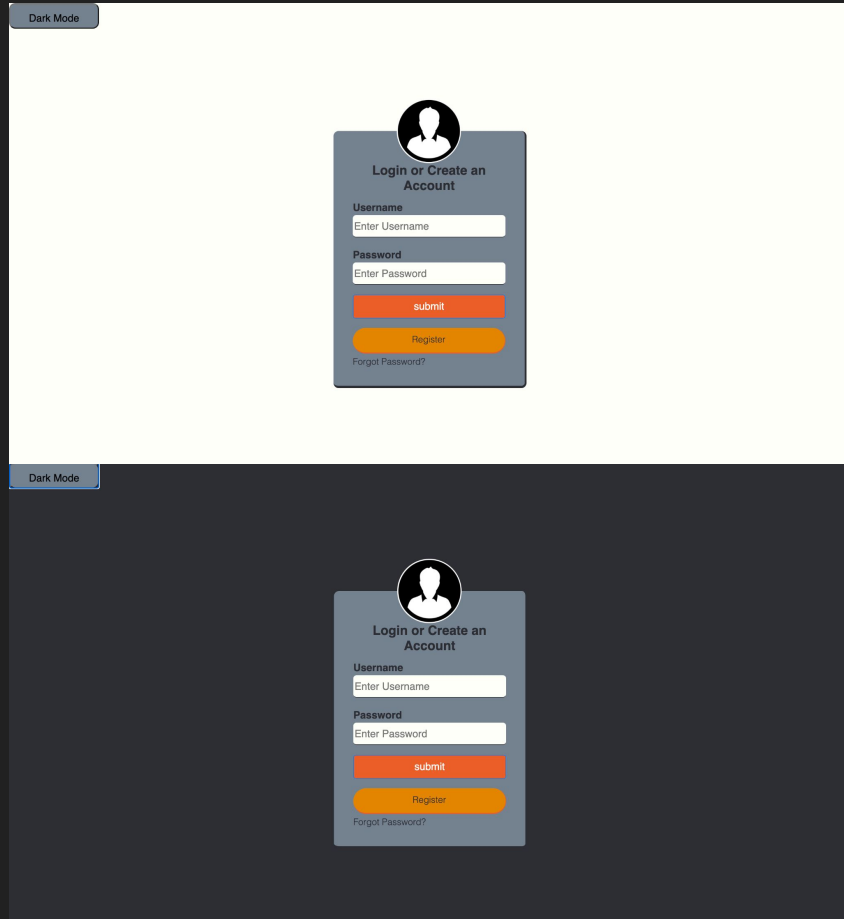 Dark Mode
Login or Create an
Account
Username
Enter Username
Password
Enter Password
submit
Register
Forgot Password?
Dark Mode
Login or Create an
Account
Username
Enter Username
Password
Enter Password
submit
Register
Forgot Password?